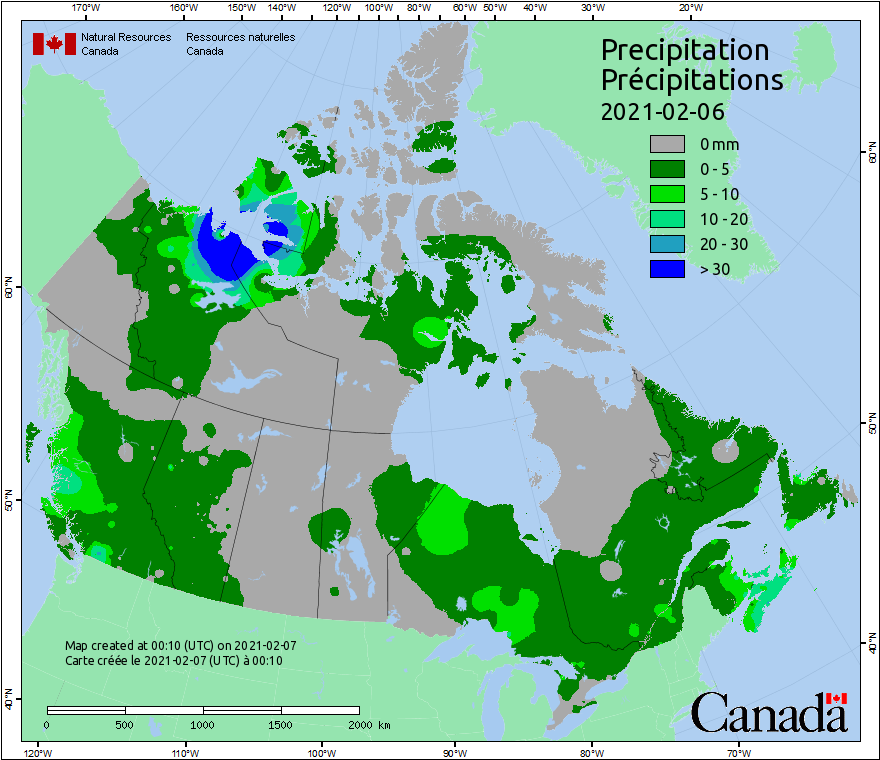 170°W 160°W 150°W 140°W 120°W 100°W 80°W 60°W 50°W 40°W 30°W 20°W
Natural Resources Ressources naturelles
Canada Canada
Precipitation
Précipitations
2021-02-06
0 mm
0 - 5
5 - 10
10 - 20
20 - 30
> 30
60°N
60°N
50°N
50°N
40°N
40°N
Map created at 00:10 (UTC) on 2021-02-07
Carte créée le 2021-02-07 (UTC) à 00:10
0 500 1000 1500 2000 km
Canada
120°W 110°W 100°W 90°W 80°W 70°W